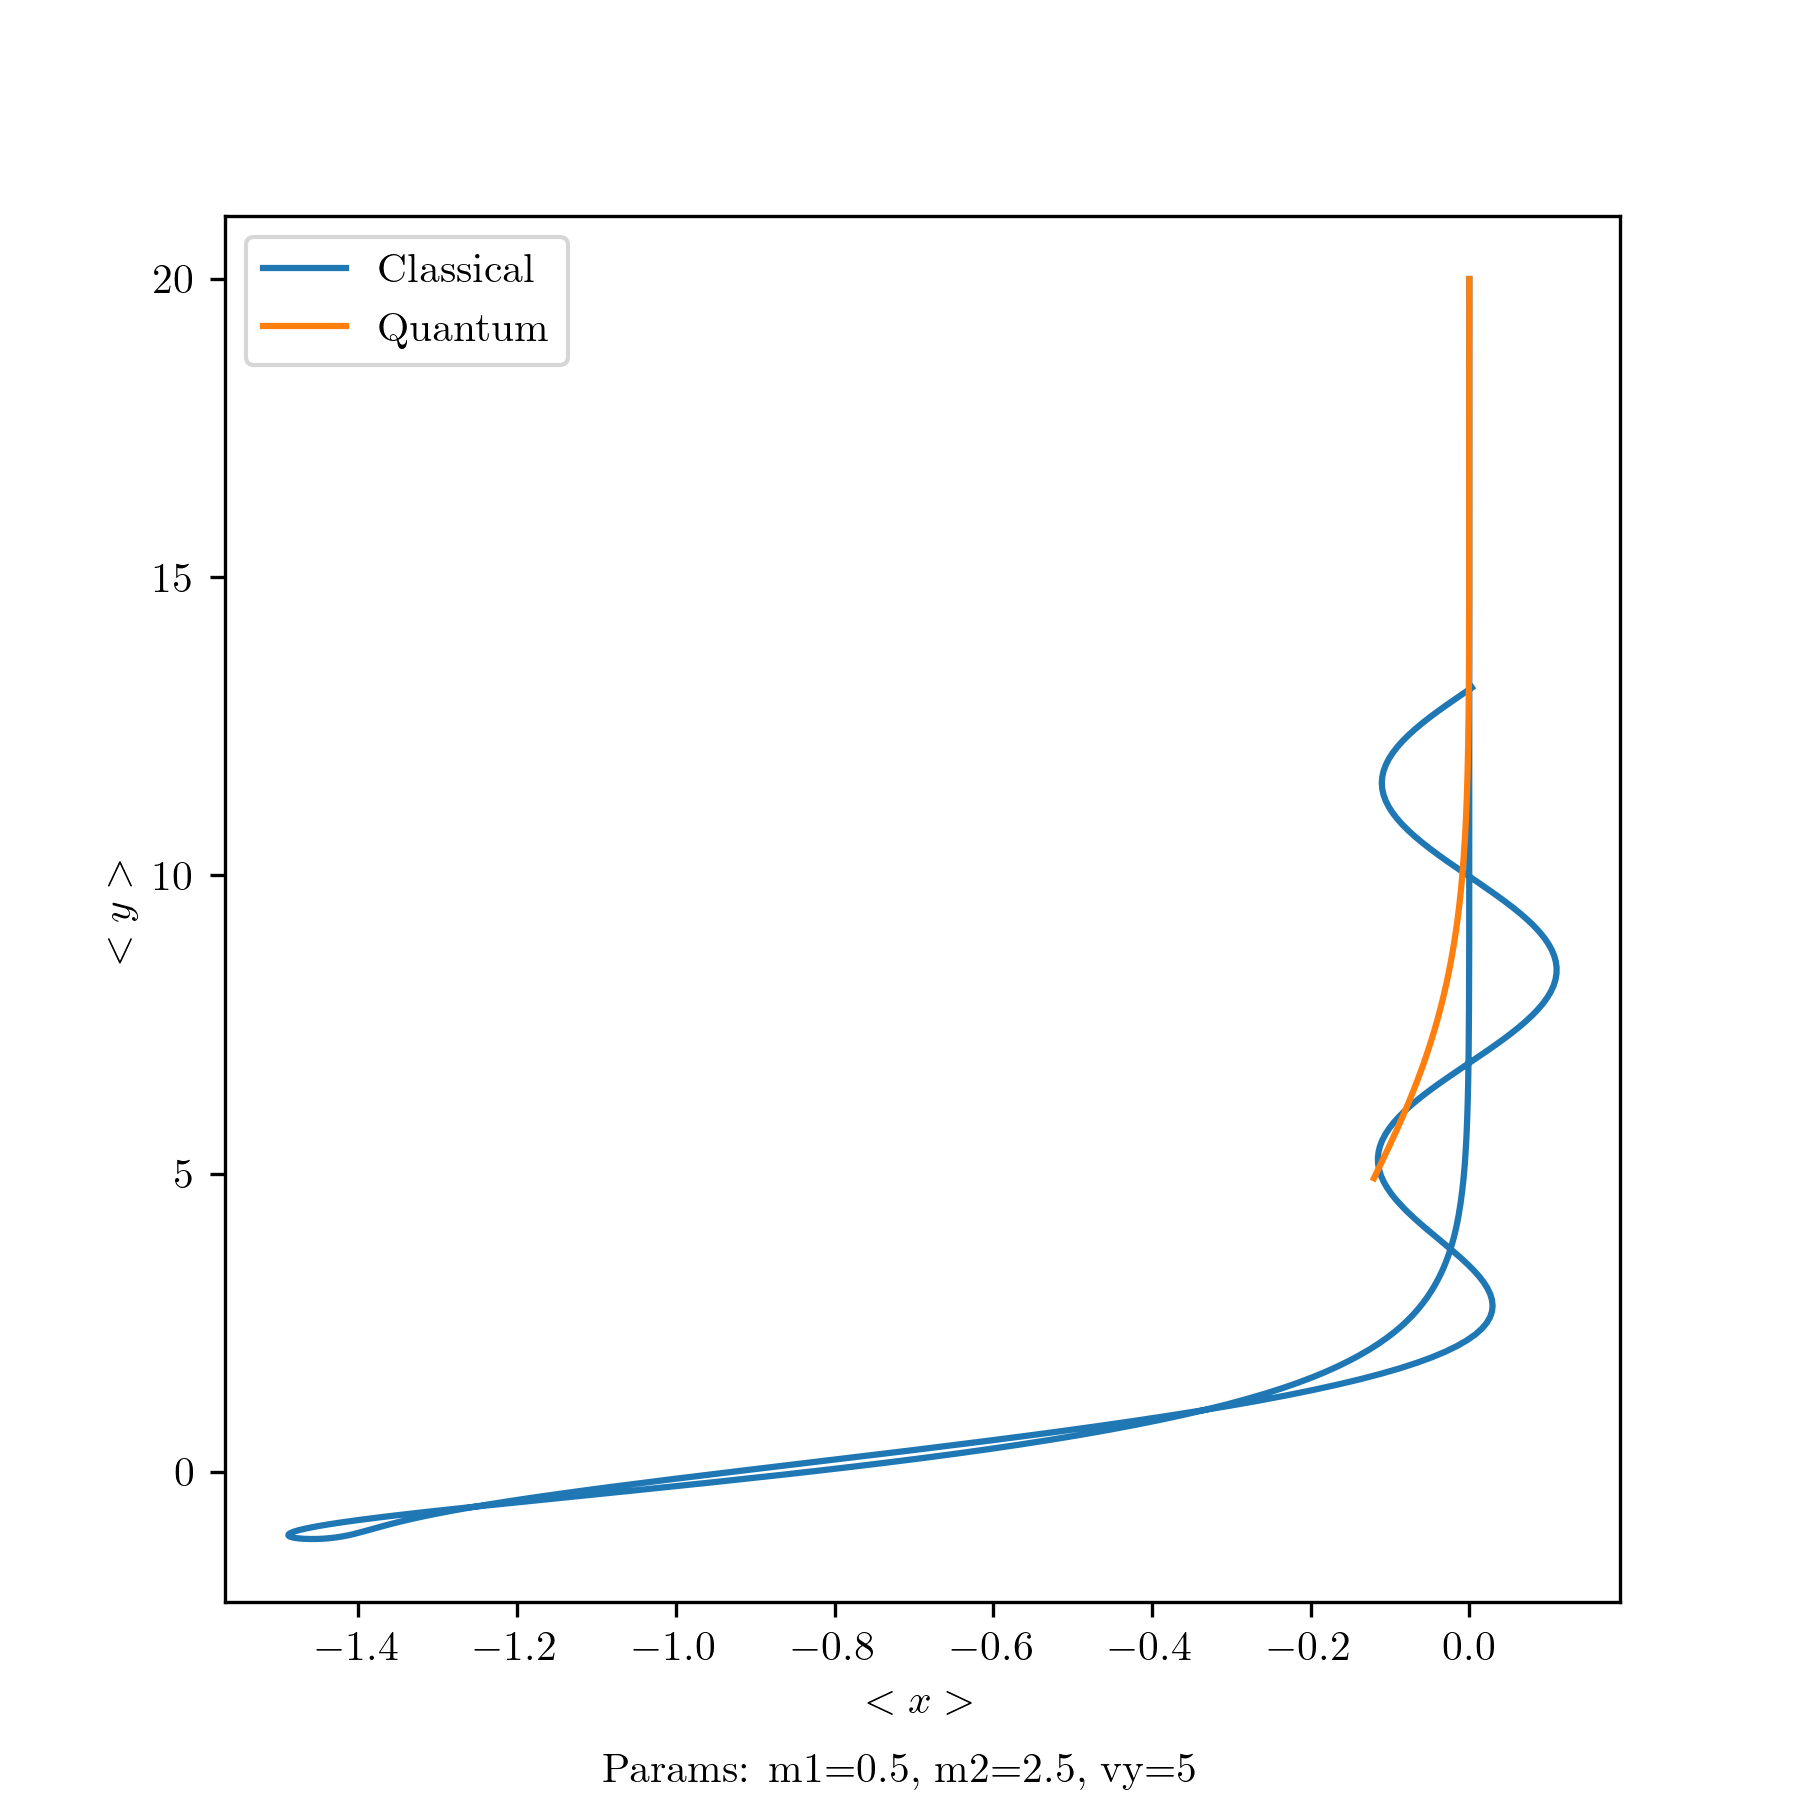 Classical
Quantum
20
15
10
5
0
< y >
−1.4 −1.2 −1.0 −0.8 −0.6 −0.4 −0.2 0.0
< x >
Params: m1=0.5, m2=2.5, vy=5